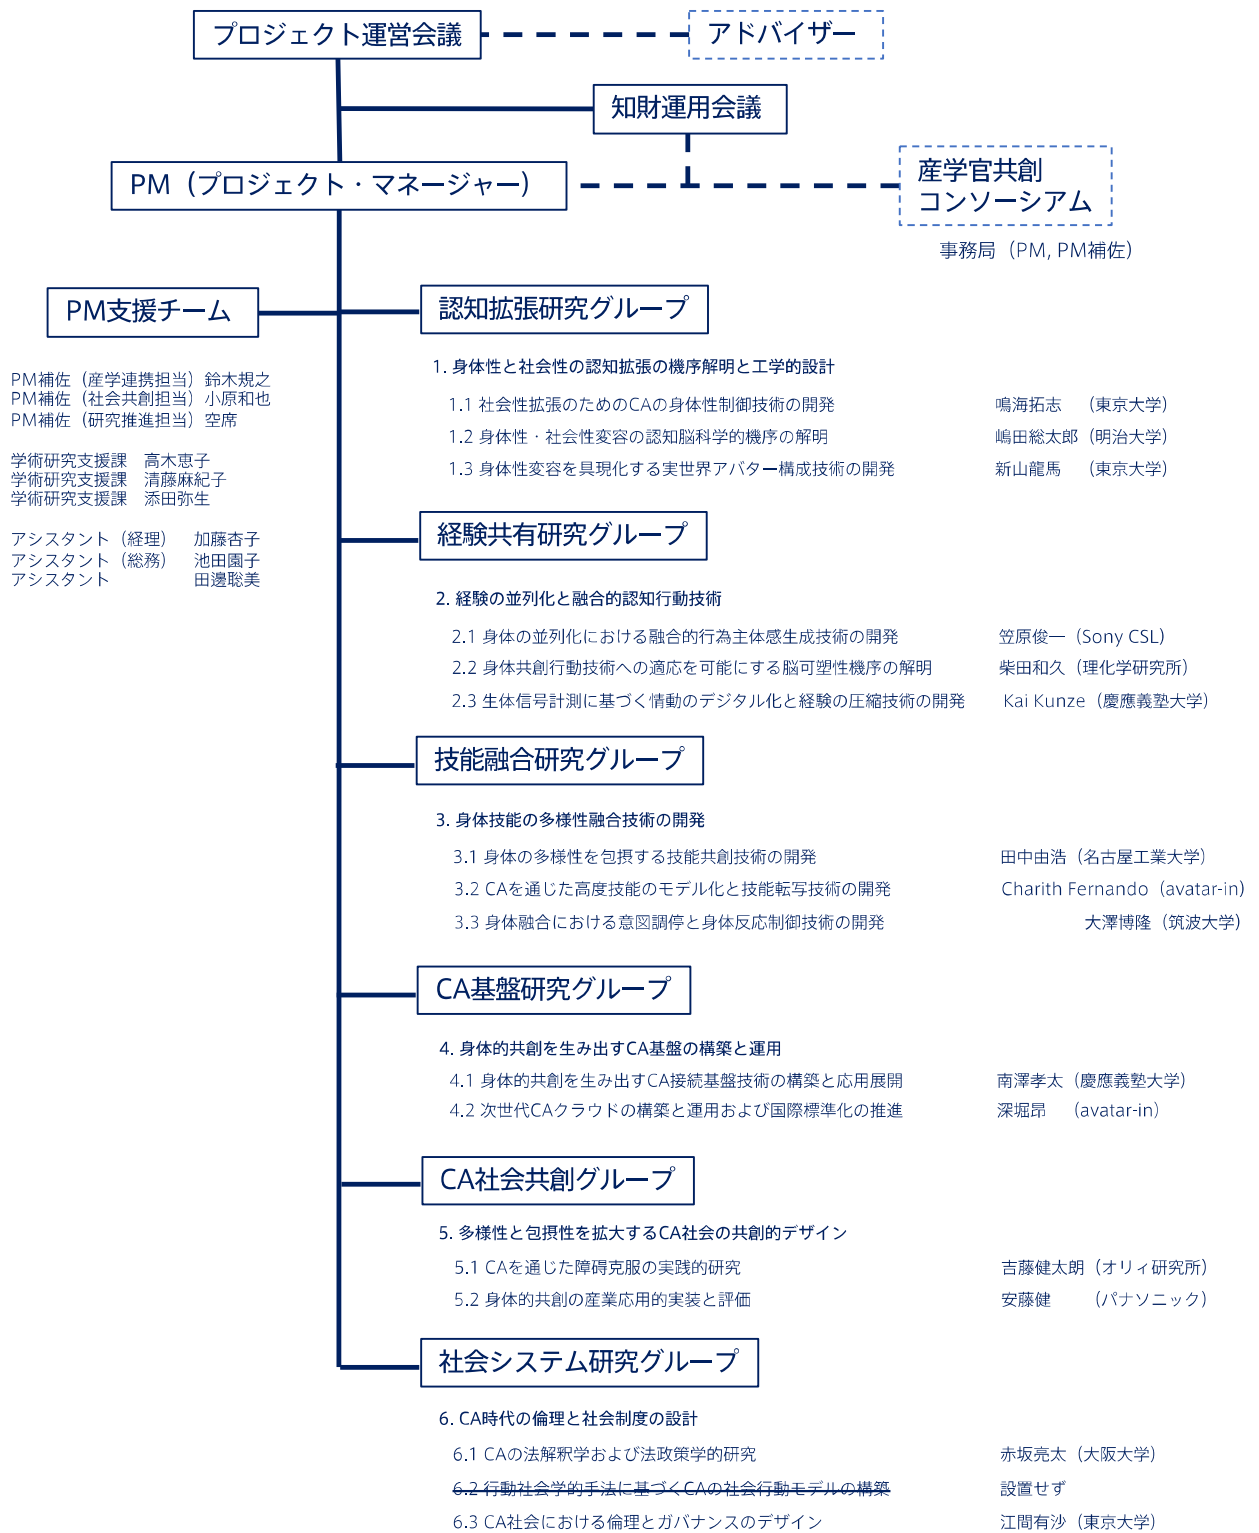 プロジェクト運営会議
アドバイザー
知財運用会議
PM（プロジェクト・マネージャー）
産学官共創
コンソーシアム
事務局（PM, PM補佐）
PM支援チーム
PM補佐（産学連携担当）鈴木規之
PM補佐（社会共創担当）小原和也
PM補佐（研究推進担当）空席
学術研究支援課　高木恵子
学術研究支援課　清藤麻紀子
学術研究支援課　添田弥生
アシスタント（経理）　加藤杏子
アシスタント（総務）　池田園子
アシスタント　田邊聡美
認知拡張研究グループ
1. 身体性と社会性の認知拡張の機序解明と工学的設計
1.1 社会性拡張のためのCAの身体性制御技術の開発　鳴海拓志　（東京大学）
1.2 身体性・社会性変容の認知脳科学的機序の解明　嶋田総太郎（明治大学）
1.3 身体性変容を具現化する実世界アバター構成技術の開発　新山龍馬　（東京大学）
経験共有研究グループ
2. 経験の並列化と融合的認知行動技術
2.1 身体の並列化における融合的行為主体感生成技術の開発　笠原俊一（Sony CSL）
2.2 身体共創行動技術への適応を可能にする脳可塑性機序の解明　柴田和久（理化学研究所）
2.3 生体信号計測に基づく情動のデジタル化と経験の圧縮技術の開発　Kai Kunze（慶應義塾大学）
技能融合研究グループ
3. 身体技能の多様性融合技術の開発
3.1 身体の多様性を包摂する技能共創技術の開発　田中由浩（名古屋工業大学）
3.2 CAを通じた高度技能のモデル化と技能転写技術の開発　Charith Fernando（avatar-in）
3.3 身体融合における意図調停と身体反応制御技術の開発　大澤博隆（筑波大学）
CA基盤研究グループ
4. 身体的共創を生み出すCA基盤の構築と運用
4.1 身体的共創を生み出すCA接続基盤技術の構築と応用展開　南澤孝太（慶應義塾大学）
4.2 次世代CAクラウドの構築と運用および国際標準化の推進　深堀昂　（avatar-in）
CA社会共創グループ
5. 多様性と包摂性を拡大するCA社会の共創的デザイン
5.1 CAを通じた障碍克服の実践的研究　吉藤健太朗（オリィ研究所）
5.2 身体的共創の産業応用的実装と評価　安藤健　（パナソニック）
社会システム研究グループ
6. CA時代の倫理と社会制度の設計
6.1 CAの法解釈学および法政策学的研究　赤坂亮太（大阪大学）
6.2 行動社会学的手法に基づくCAの社会行動モデルの構築　設置せず
6.3 CA社会における倫理とガバナンスのデザイン　江間有沙（東京大学）